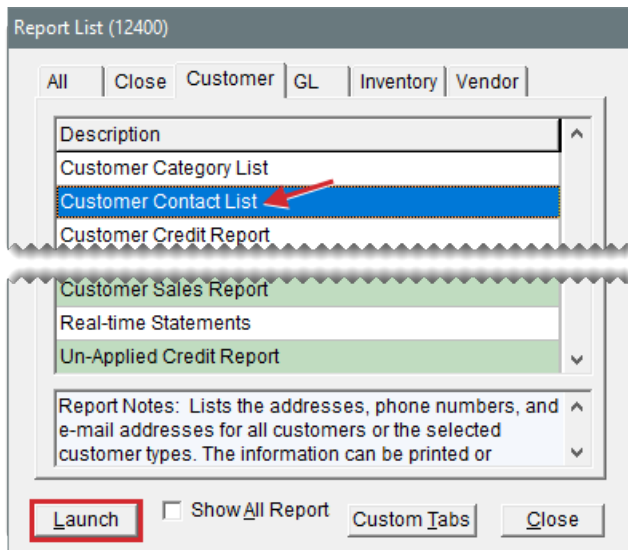 Report List (12400)
All Close Customer GL Inventory Vendor
Description
Customer Category List
Customer Contact List
Customer Credit Report
Customer Sales Report
Real-time Statements
Un-Applied Credit Report
Report Notes: Lists the addresses, phone numbers, and
e-mail addresses for all customers or the selected
customer types. The information can be printed or
Launch Show All Report Custom Tabs Close